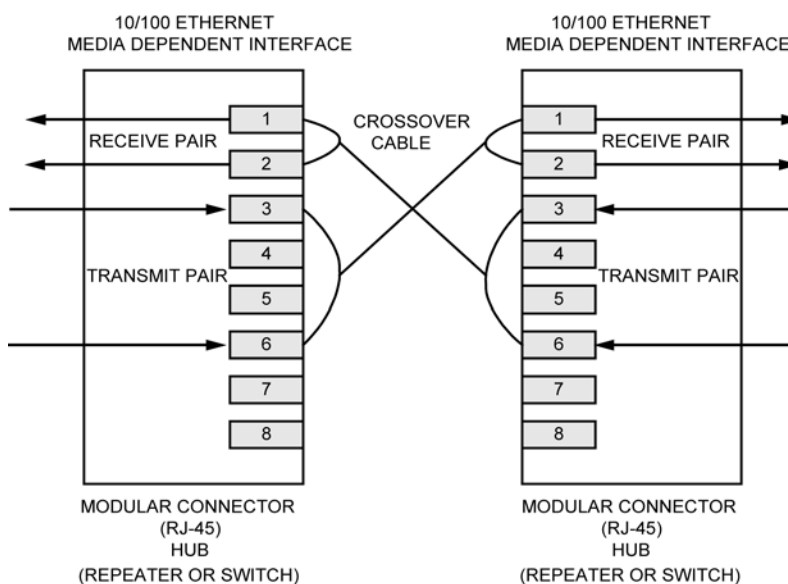 10/100 ETHERNET
MEDIA DEPENDENT INTERFACE
10/100 ETHERNET
MEDIA DEPENDENT INTERFACE
1
RECEIVE PAIR
2
3
4
TRANSMIT PAIR
5
6
7
8
CROSSOVER
CABLE
1
RECEIVE PAIR
2
3
4
TRANSMIT PAIR
5
6
7
8
MODULAR CONNECTOR
(RJ-45)
HUB
(REPEATER OR SWITCH)
MODULAR CONNECTOR
(RJ-45)
HUB
(REPEATER OR SWITCH)